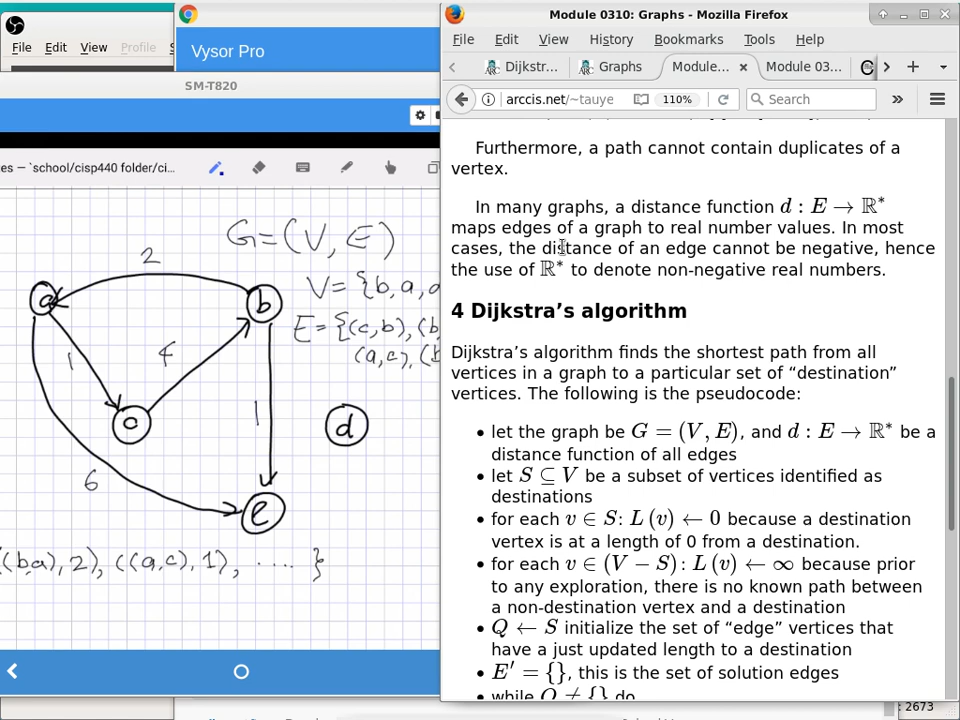 File Edit View Profile S
Vysor Pro
SM-T820
es — `school/cisp440 folder/ci...
G=(V,E)
2
V={b,a,
a
b
E={(c,b),(b
(a,c),(b
1
4
c
1
d
6
e
(b,a),2),((a,c),1), .... }
Module 0310: Graphs - Mozilla Firefox
File Edit View History Bookmarks Tools Help
Dijkstr... Graphs Module... Module 03...
arccis.net/~tauye 110% Search
Furthermore, a path cannot contain duplicates of a
vertex.
In many graphs, a distance function d : E → ℝ*
maps edges of a graph to real number values. In most
cases, the distance of an edge cannot be negative, hence
the use of ℝ* to denote non-negative real numbers.
4 Dijkstra’s algorithm
Dijkstra’s algorithm finds the shortest path from all
vertices in a graph to a particular set of “destination”
vertices. The following is the pseudocode:
• let the graph be G = (V, E), and d : E → ℝ* be a
distance function of all edges
• let S ⊆ V be a subset of vertices identified as
destinations
• for each v ∈ S: L (v) ← 0 because a destination
vertex is at a length of 0 from a destination.
• for each v ∈ (V − S): L (v) ← ∞ because prior
to any exploration, there is no known path between
a non-destination vertex and a destination
• Q ← S initialize the set of “edge” vertices that
have a just updated length to a destination
• E′ = {}, this is the set of solution edges
• while Q ≠ {} do
: 2673